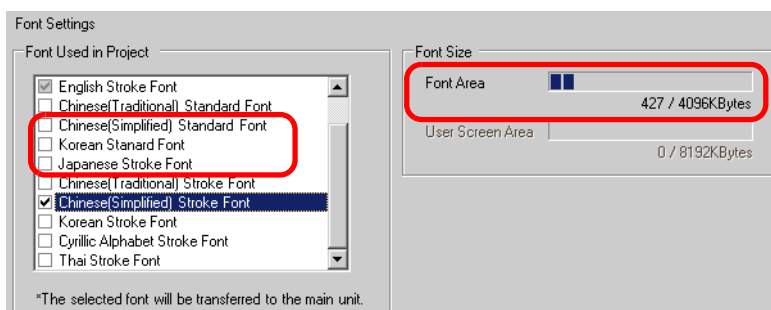 Font Settings
Font Used in Project
English Stroke Font
Chinese(Traditional) Standard Font
Chinese(Simplified) Standard Font
Korean Stanard Font
Japanese Stroke Font
Chinese(Traditional) Stroke Font
Chinese(Simplified) Stroke Font
Korean Stroke Font
Cyrillic Alphabet Stroke Font
Thai Stroke Font
*The selected font will be transferred to the main unit.
Font Size
Font Area
427 / 4096KBytes
User Screen Area
0 / 8192KBytes